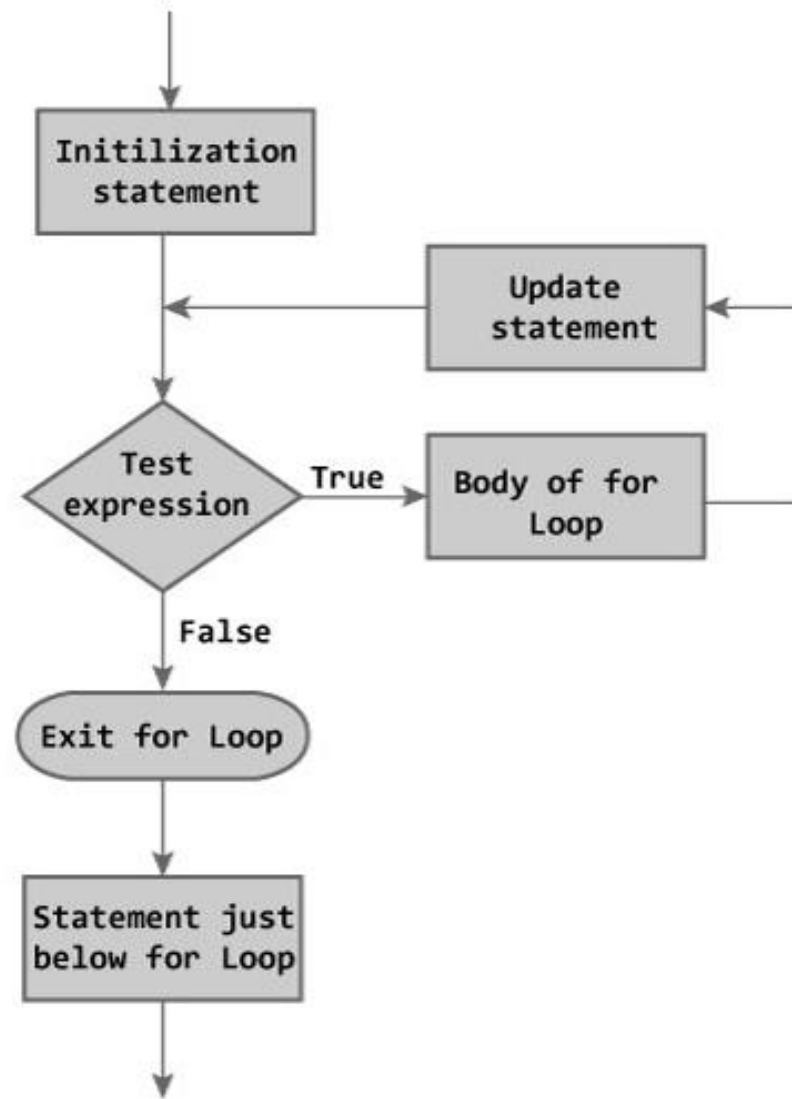 Initilization
statement
Update
statement
Test
expression
True
Body of for
Loop
False
Exit for Loop
Statement just
below for Loop